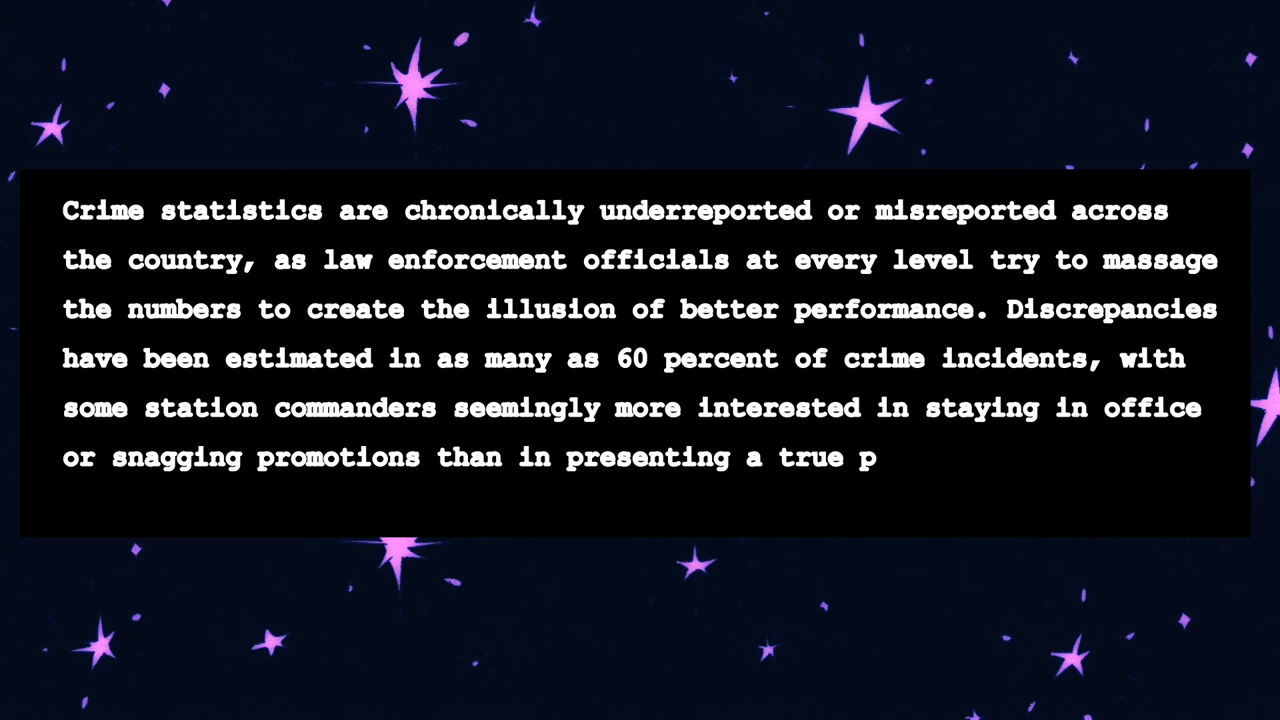 Crime statistics are chronically underreported or misreported across
the country, as law enforcement officials at every level try to massage
the numbers to create the illusion of better performance. Discrepancies
have been estimated in as many as 60 percent of crime incidents, with
some station commanders seemingly more interested in staying in office
or snagging promotions than in presenting a true p